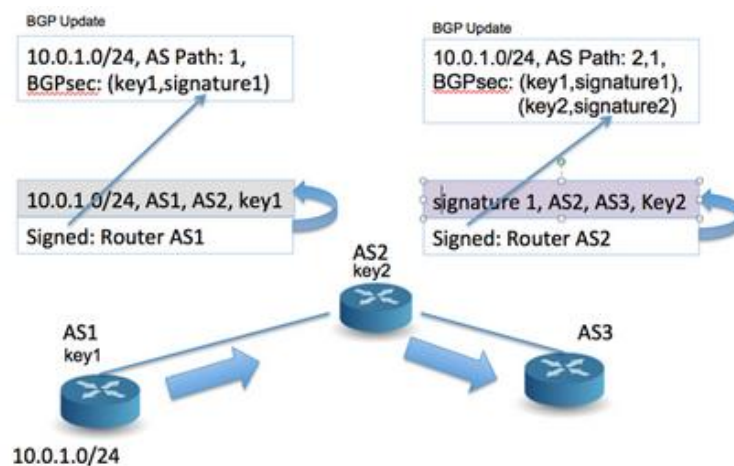 BGP Update
10.0.1.0/24, AS Path: 1,
BGPsec: (key1,signature1)
BGP Update
10.0.1.0/24, AS Path: 2,1,
BGPsec: (key1,signature1),
(key2,signature2)
10.0.1.0/24, AS1, AS2, key1
Signed: Router AS1
signature 1, AS2, AS3, Key2
Signed: Router AS2
AS2
key2
AS1
key1
AS3
10.0.1.0/24